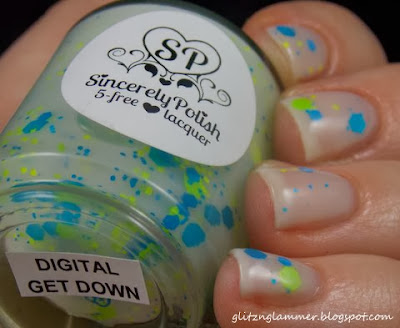 SP
Sincerely Polish
5-free lacquer
DIGITAL
GET DOWN
glitznglammer.blogspot.com